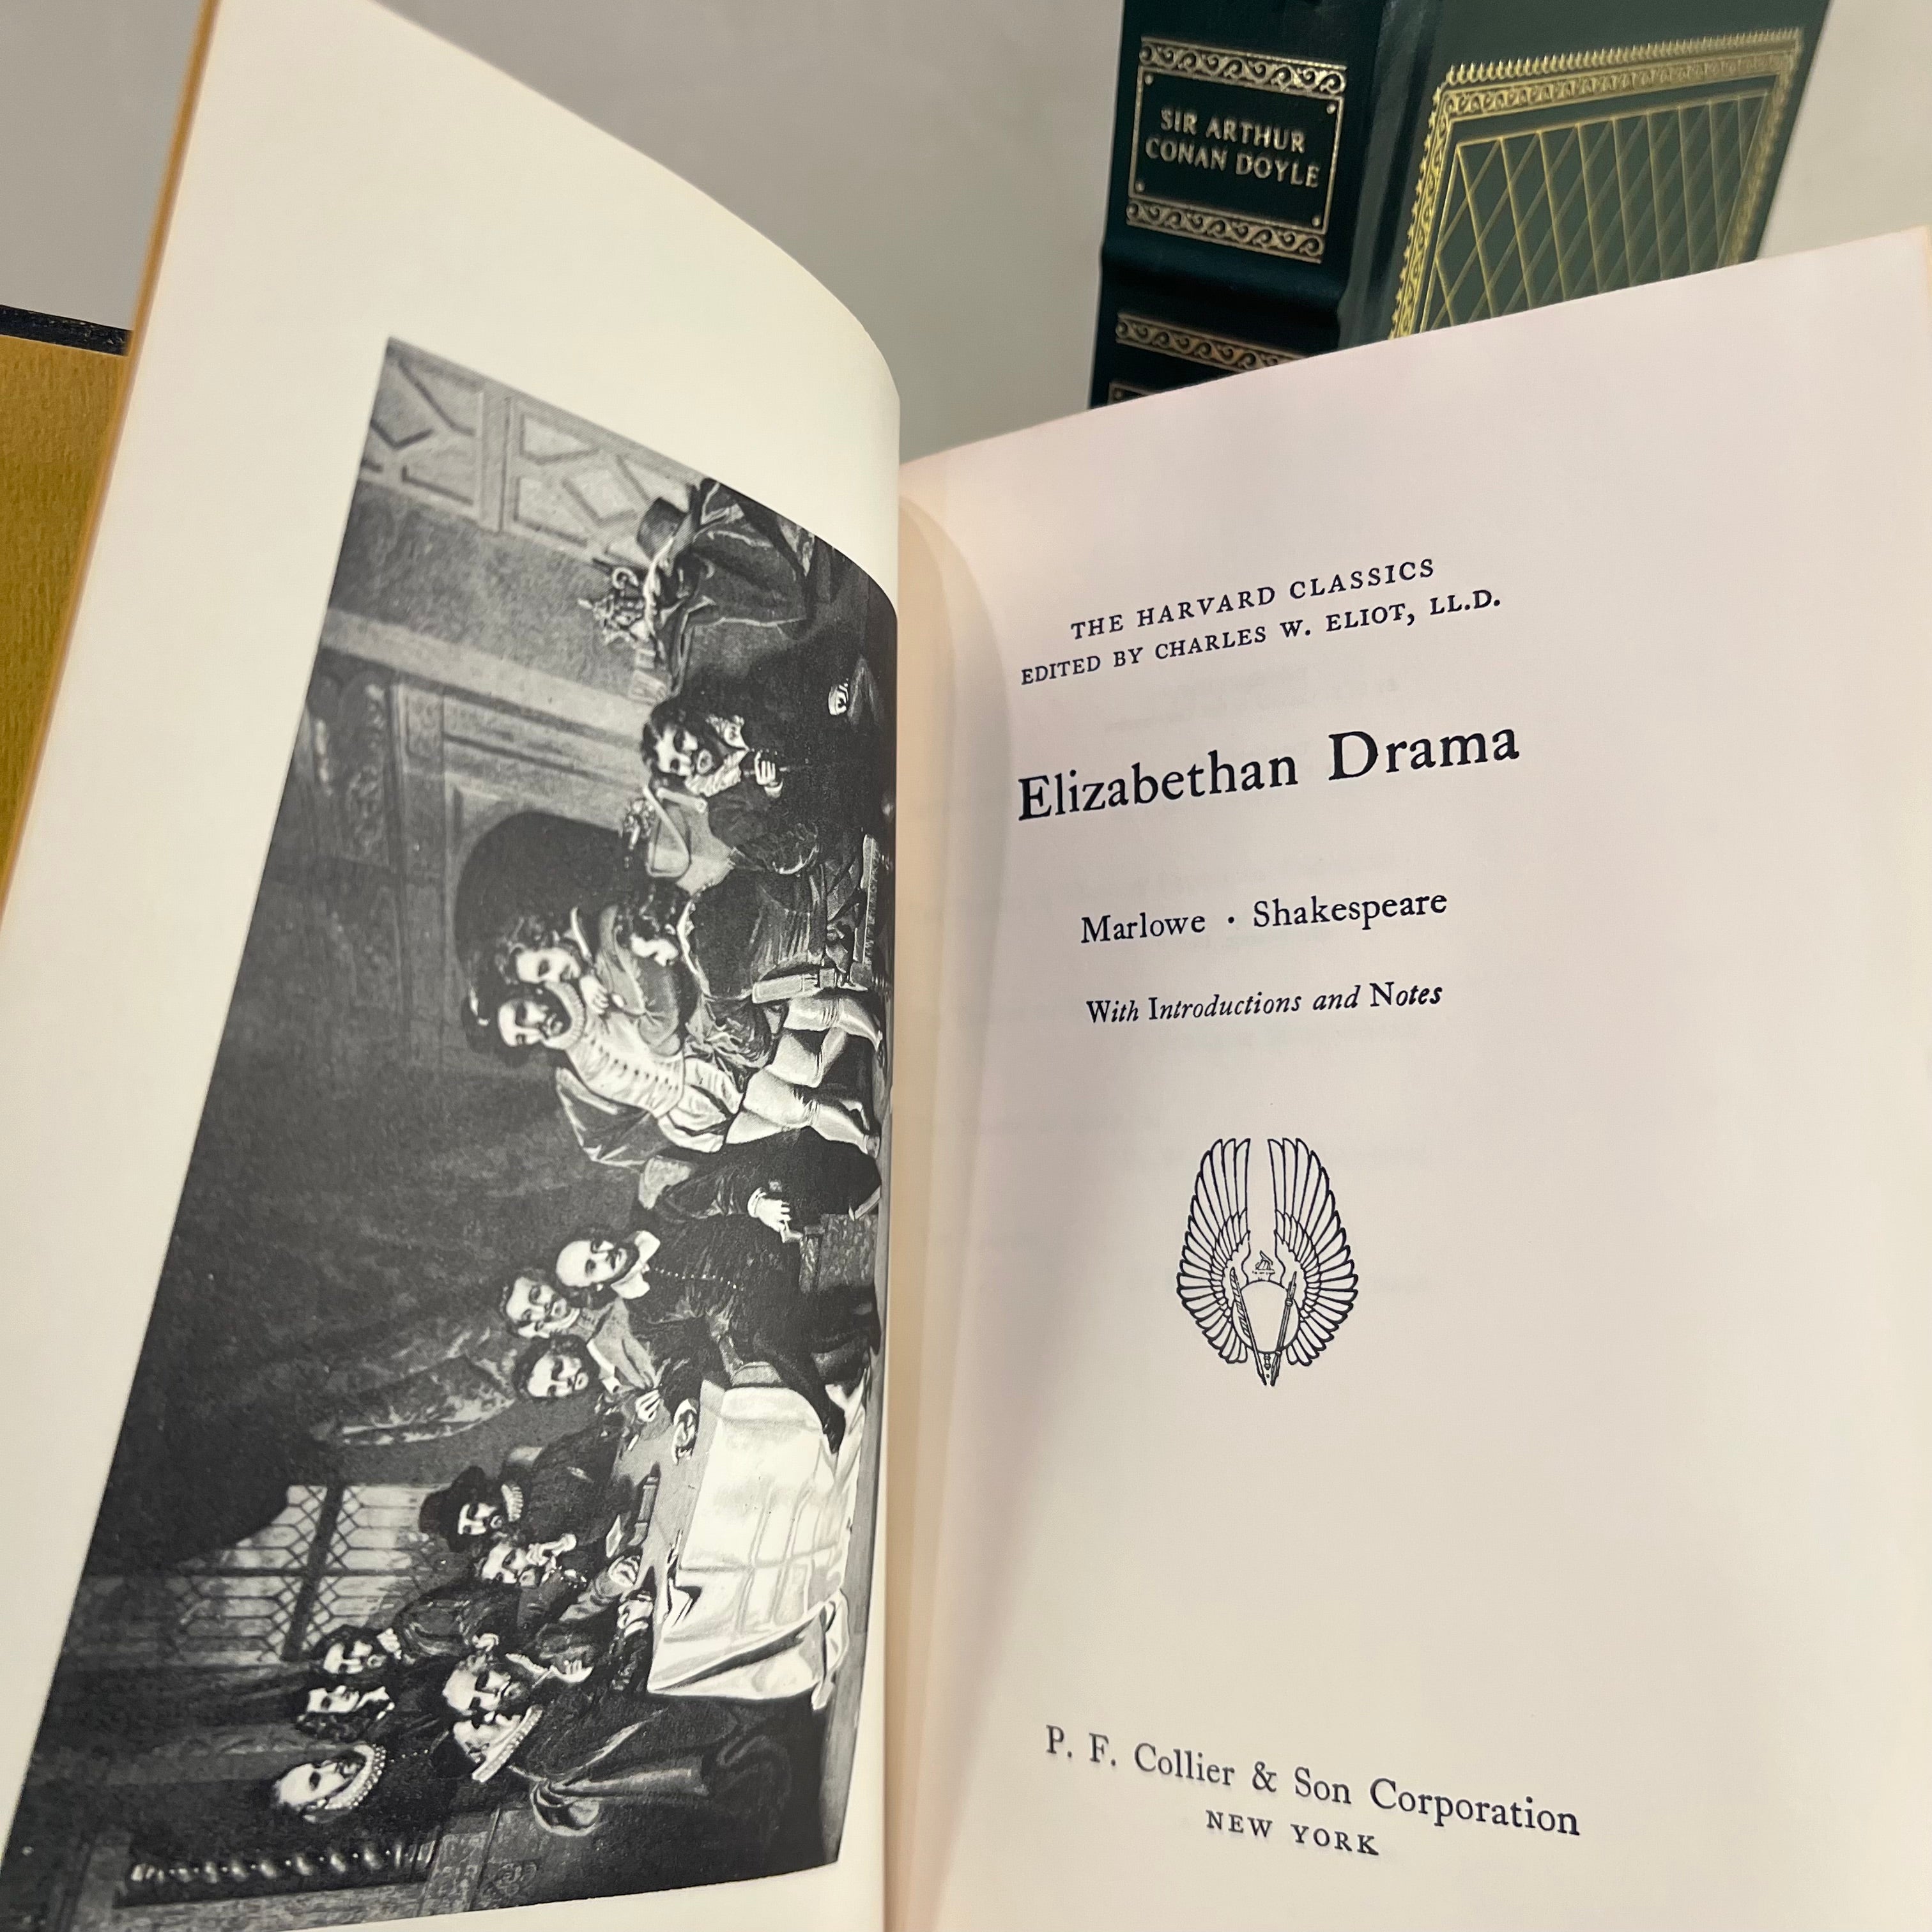 SIR ARTHUR
CONAN DOYLE
THE HARVARD CLASSICS
EDITED BY CHARLES W. ELIOT, LL.D.
Elizabethan Drama
Marlowe · Shakespeare
With Introductions and Notes
P. F. Collier & Son Corporation
NEW YORK